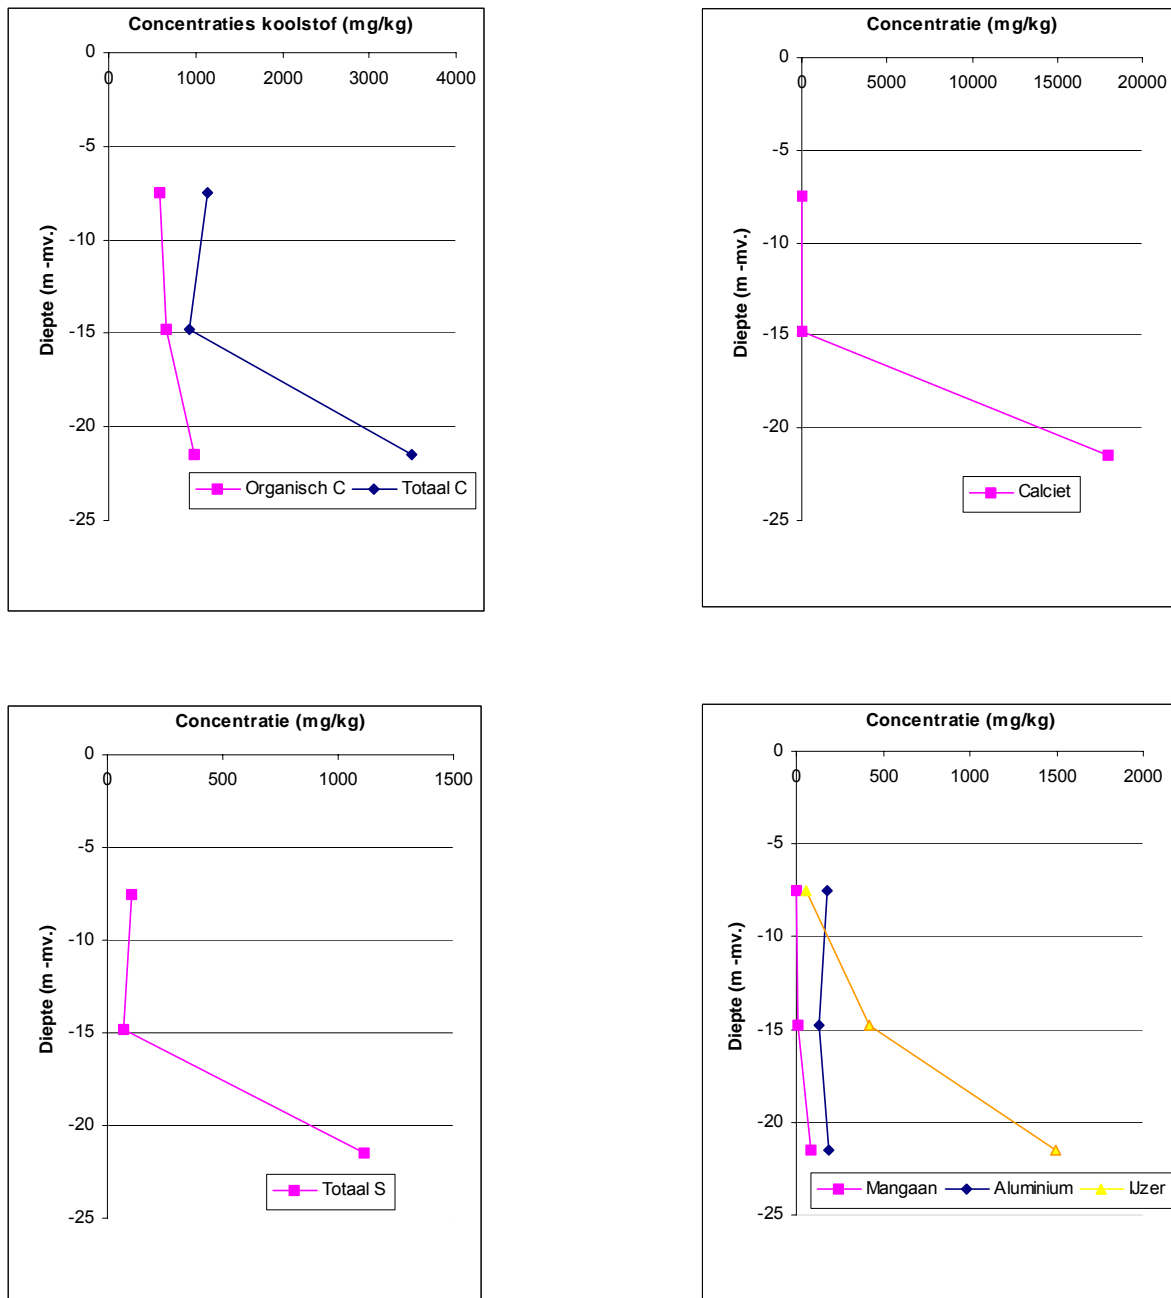 Concentraties koolstof (mg/kg)
0
0 1000 2000 3000 4000
-5
-10
-15
-20
-25
Diepte (m -mv.)
Organisch C Totaal C
Concentratie (mg/kg)
0
0 5000 10000 15000 20000
-5
-10
-15
-20
-25
Diepte (m -mv.)
Calciet
Concentratie (mg/kg)
0
0 500 1000 1500
-5
-10
-15
-20
-25
Diepte (m -mv.)
Totaal S
Concentratie (mg/kg)
0
0 500 1000 1500 2000
-5
-10
-15
-20
-25
Diepte (m -mv.)
Mangaan Aluminium IJzer